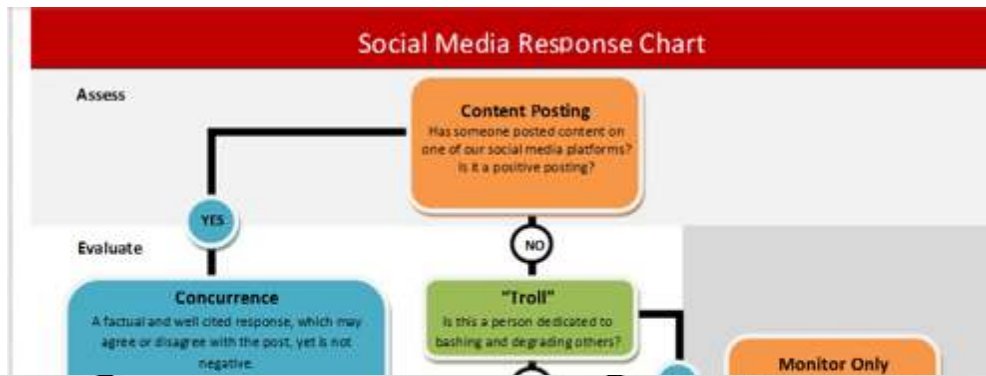 Social Media Response Chart
Assess
Content Posting
Has someone posted content on
one of our social media platforms?
Is it a positive posting?
YES
NO
Evaluate
Concurrence
A factual and well cited response, which may
agree or disagree with the post, yet is not
negative.
"Troll"
Is this a person dedicated to
bashing and degrading others?
Monitor Only